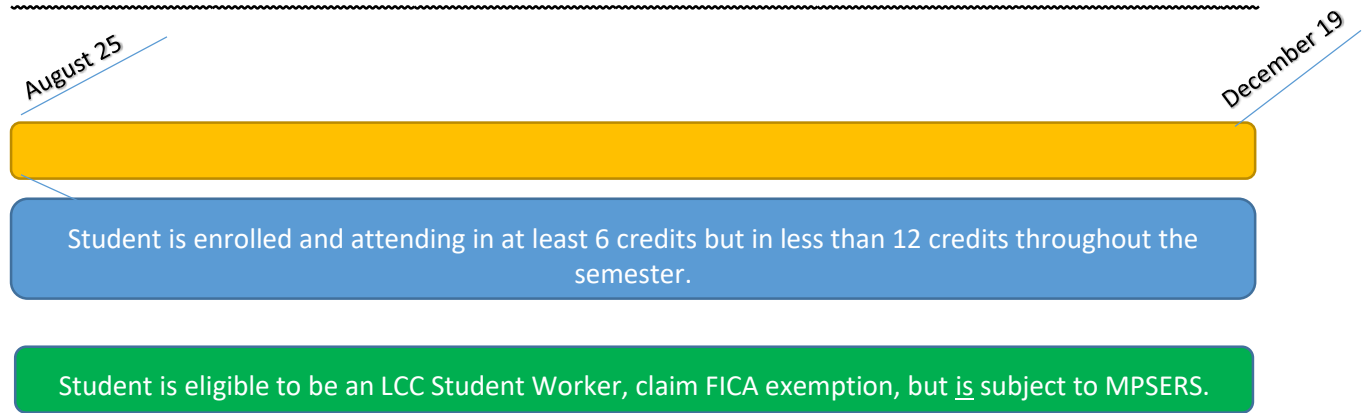 August 25
December 19
Student is enrolled and attending in at least 6 credits but in less than 12 credits throughout the
semester.
Student is eligible to be an LCC Student Worker, claim FICA exemption, but is subject to MPSERS.